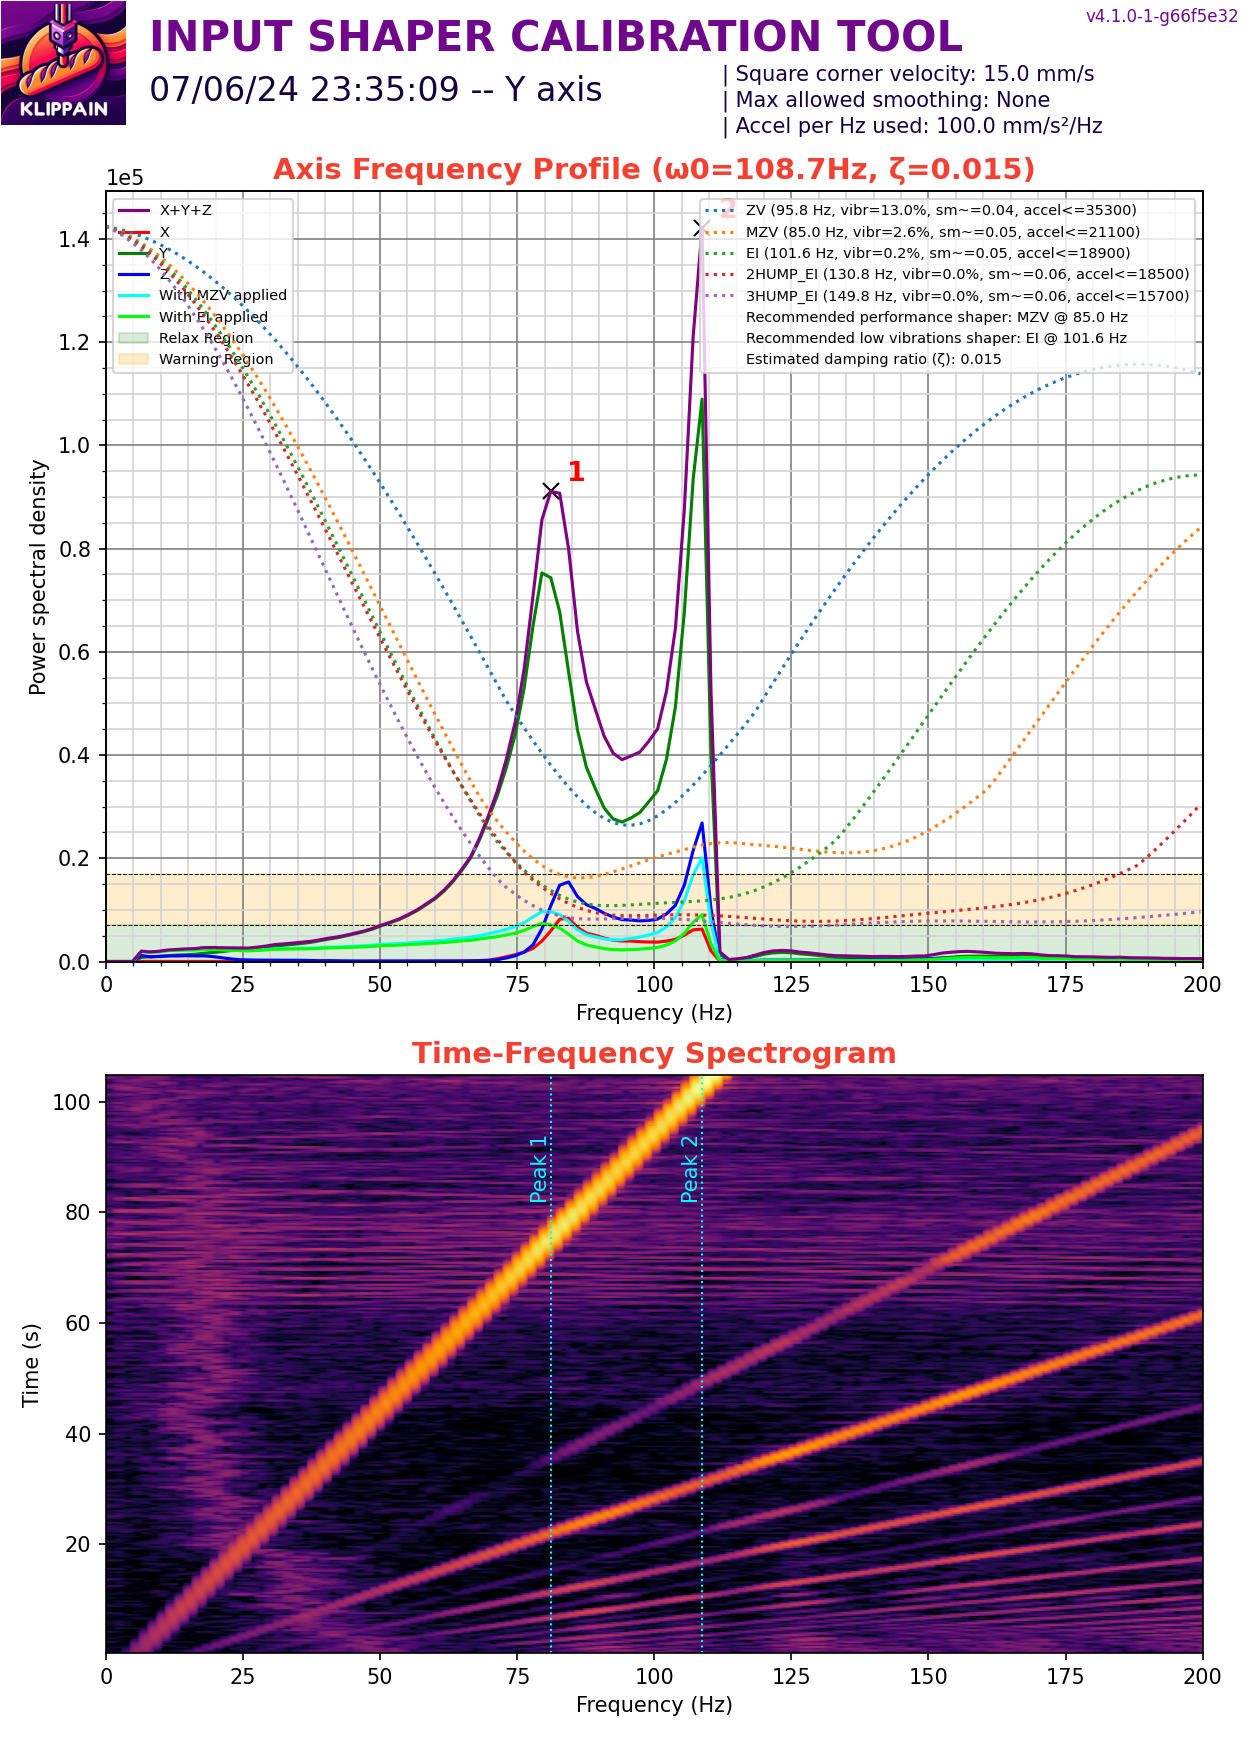 v4.1.0-1-g66f5e32
INPUT SHAPER CALIBRATION TOOL
07/06/24 23:35:09 -- Y axis
| Square corner velocity: 15.0 mm/s
| Max allowed smoothing: None
| Accel per Hz used: 100.0 mm/s²/Hz
KLIPPAIN
Axis Frequency Profile (ω0=108.7Hz, ζ=0.015)
1e5
X+Y+Z
X
Y
Z
With MZV applied
With EI applied
Relax Region
Warning Region
2
ZV (95.8 Hz, vibr=13.0%, sm~=0.04, accel<=35300)
MZV (85.0 Hz, vibr=2.6%, sm~=0.05, accel<=21100)
EI (101.6 Hz, vibr=0.2%, sm~=0.05, accel<=18900)
2HUMP_EI (130.8 Hz, vibr=0.0%, sm~=0.06, accel<=18500)
3HUMP_EI (149.8 Hz, vibr=0.0%, sm~=0.06, accel<=15700)
Recommended performance shaper: MZV @ 85.0 Hz
Recommended low vibrations shaper: EI @ 101.6 Hz
Estimated damping ratio (ζ): 0.015
1
1.4
1.2
1.0
0.8
0.6
0.4
0.2
0.0
Power spectral density
0 25 50 75 100 125 150 175 200
Frequency (Hz)
Time-Frequency Spectrogram
Peak 1
Peak 2
100
80
60
40
20
Time (s)
0 25 50 75 100 125 150 175 200
Frequency (Hz)